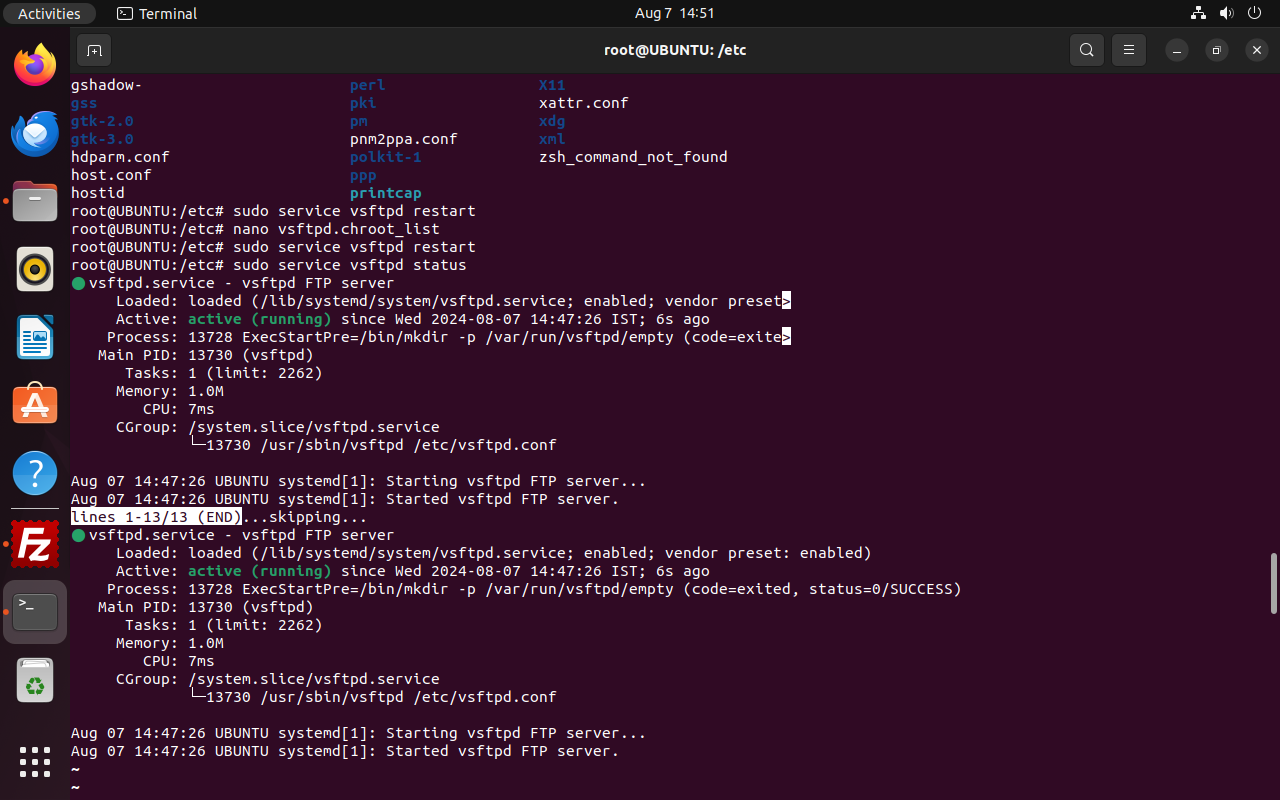 Activities Terminal Aug 7 14:51
root@UBUNTU: /etc
gshadow- perl X11
gss pki xattr.conf
gtk-2.0 pm xdg
gtk-3.0 pnm2ppa.conf xml
hdparm.conf polkit-1 zsh_command_not_found
host.conf ppp
hostid printcap
root@UBUNTU:/etc# sudo service vsftpd restart
root@UBUNTU:/etc# nano vsftpd.chroot_list
root@UBUNTU:/etc# sudo service vsftpd restart
root@UBUNTU:/etc# sudo service vsftpd status
● vsftpd.service - vsftpd FTP server
Loaded: loaded (/lib/systemd/system/vsftpd.service; enabled; vendor preset>
Active: active (running) since Wed 2024-08-07 14:47:26 IST; 6s ago
Process: 13728 ExecStartPre=/bin/mkdir -p /var/run/vsftpd/empty (code=exite>
Main PID: 13730 (vsftpd)
Tasks: 1 (limit: 2262)
Memory: 1.0M
CPU: 7ms
CGroup: /system.slice/vsftpd.service
└─13730 /usr/sbin/vsftpd /etc/vsftpd.conf
Aug 07 14:47:26 UBUNTU systemd[1]: Starting vsftpd FTP server...
Aug 07 14:47:26 UBUNTU systemd[1]: Started vsftpd FTP server.
lines 1-13/13 (END)...skipping...
● vsftpd.service - vsftpd FTP server
Loaded: loaded (/lib/systemd/system/vsftpd.service; enabled; vendor preset: enabled)
Active: active (running) since Wed 2024-08-07 14:47:26 IST; 6s ago
Process: 13728 ExecStartPre=/bin/mkdir -p /var/run/vsftpd/empty (code=exited, status=0/SUCCESS)
Main PID: 13730 (vsftpd)
Tasks: 1 (limit: 2262)
Memory: 1.0M
CPU: 7ms
CGroup: /system.slice/vsftpd.service
└─13730 /usr/sbin/vsftpd /etc/vsftpd.conf
Aug 07 14:47:26 UBUNTU systemd[1]: Starting vsftpd FTP server...
Aug 07 14:47:26 UBUNTU systemd[1]: Started vsftpd FTP server.
~
~